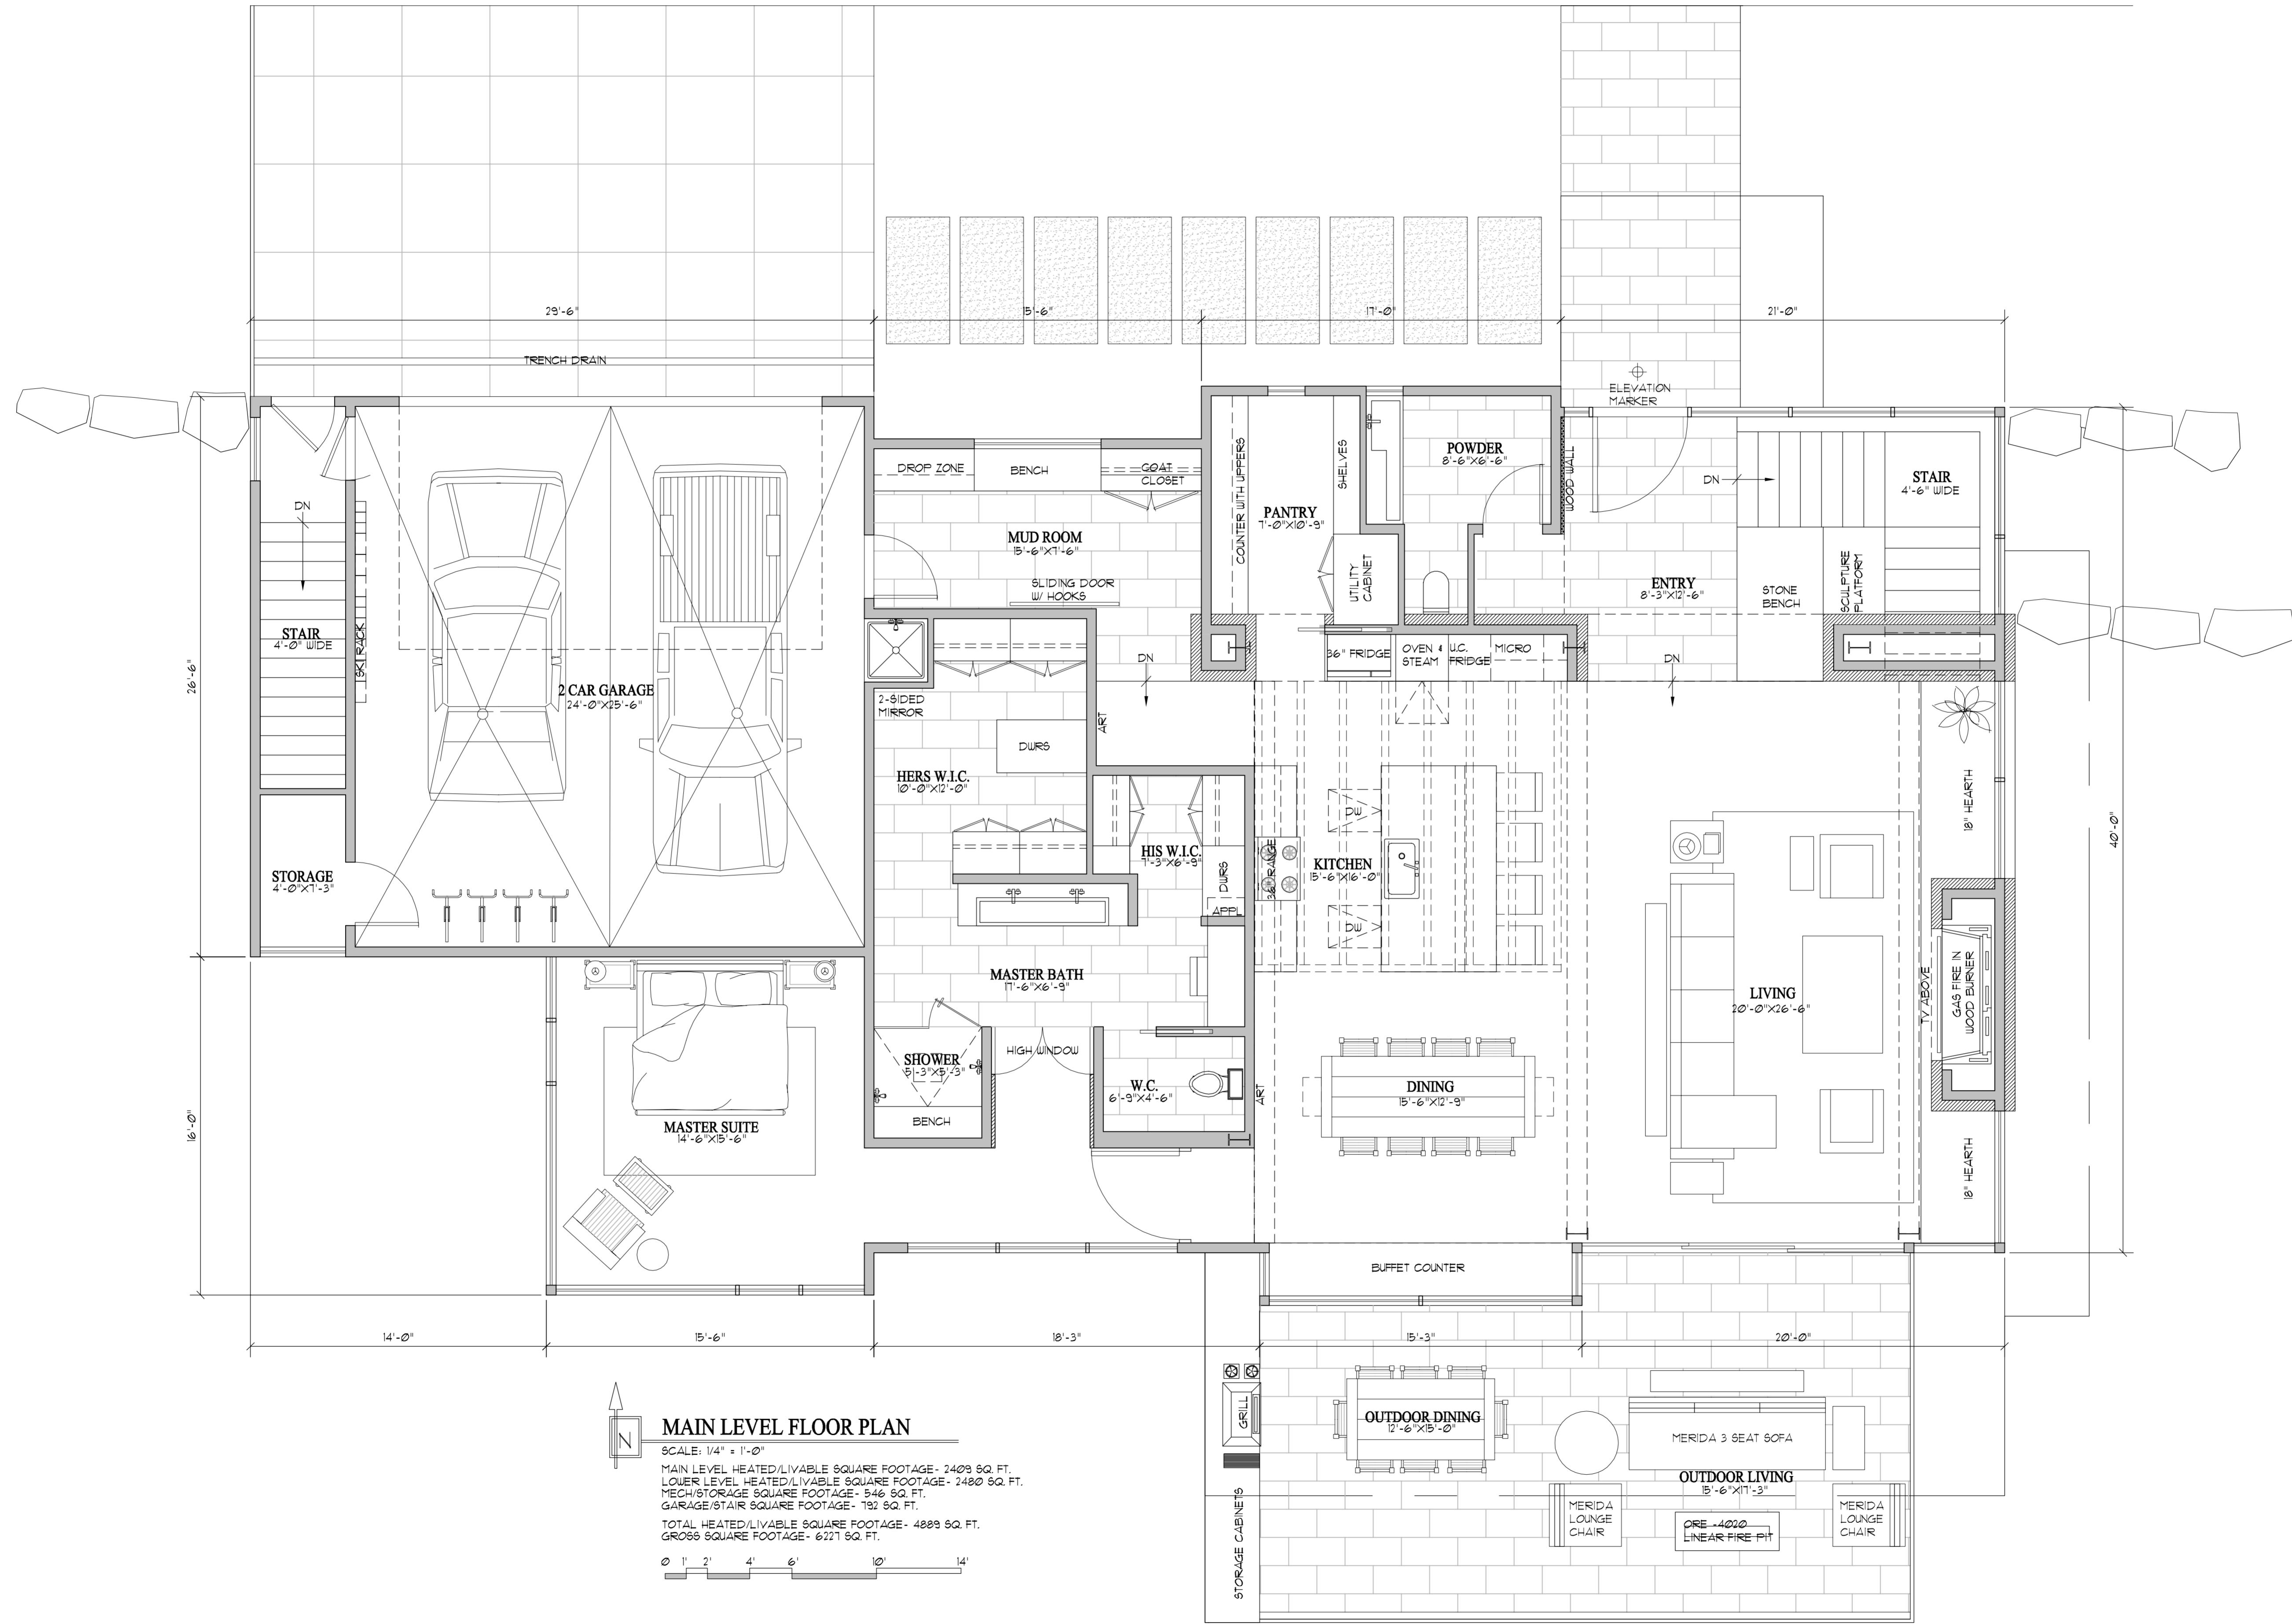 29'-6"
15'-6"
17'-0"
21'-0"
TRENCH DRAIN
ELEVATION
MARKER
DROP ZONE
BENCH
COAT
CLOSET
COUNTER WITH UPPERS
SHELVES
POWDER
8'-6"X6'-6"
WOOD WALL
DN
STAIR
4'-6" WIDE
DN
PANTRY
7'-0"X10'-9"
MUD ROOM
15'-6"X7'-6"
SLIDING DOOR
W/ HOOKS
UTILITY
CABINET
ENTRY
8'-3"X12'-6"
STONE
BENCH
SCULPTURE
PLATFORM
STAIR
4'-0" WIDE
SKI RACK
26'-6"
2 CAR GARAGE
24'-0"X25'-6"
2-SIDED
MIRROR
DN
36" FRIDGE
OVEN &
STEAM
U.C.
FRIDGE
MICRO
DN
ART
DWRS
HERS W.I.C.
10'-0"X12'-0"
18" HEARTH
40'-0"
DW
HIS W.I.C.
7'-3"X6'-9"
36" RANGE
KITCHEN
15'-6"X16'-0"
STORAGE
4'-0"X7'-3"
DWRS
APPL
DW
MASTER BATH
17'-6"X6'-9"
LIVING
20'-0"X26'-6"
TV ABOVE
GAS FIRE IN
WOOD BURNER
SHOWER
5'-3"X5'-3"
HIGH WINDOW
W.C.
6'-9"X4'-6"
ART
DINING
15'-6"X12'-9"
BENCH
16'-0"
MASTER SUITE
14'-6"X15'-6"
18" HEARTH
BUFFET COUNTER
14'-0"
15'-6"
18'-3"
15'-3"
20'-0"
N
MAIN LEVEL FLOOR PLAN
SCALE: 1/4" = 1'-0"
MAIN LEVEL HEATED/LIVABLE SQUARE FOOTAGE- 2409 SQ. FT.
LOWER LEVEL HEATED/LIVABLE SQUARE FOOTAGE- 2480 SQ. FT.
MECH/STORAGE SQUARE FOOTAGE- 546 SQ. FT.
GARAGE/STAIR SQUARE FOOTAGE- 792 SQ. FT.
TOTAL HEATED/LIVABLE SQUARE FOOTAGE- 4889 SQ. FT.
GROSS SQUARE FOOTAGE- 6227 SQ. FT.
0 1' 2' 4' 6' 10' 14'
GRILL
OUTDOOR DINING
12'-6"X15'-0"
MERIDA 3 SEAT SOFA
OUTDOOR LIVING
15'-6"X17'-3"
STORAGE CABINETS
MERIDA
LOUNGE
CHAIR
ORE -4020
LINEAR FIRE PIT
MERIDA
LOUNGE
CHAIR